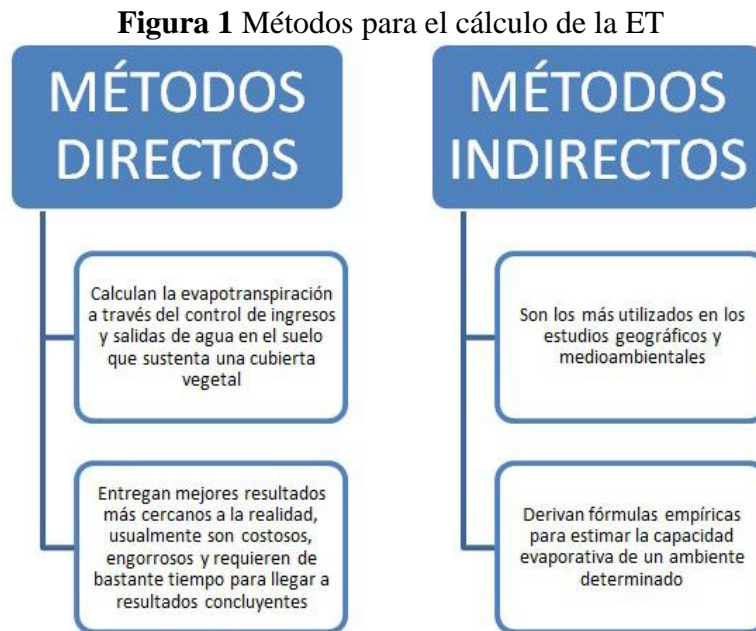 Figura 1 Métodos para el cálculo de la ET
MÉTODOS
DIRECTOS
Calculan la evapotranspiración
a través del control de ingresos
y salidas de agua en el suelo
que sustenta una cubierta
vegetal
Entregan mejores resultados
más cercanos a la realidad,
usualmente son costosos,
engorrosos y requieren de
bastante tiempo para llegar a
resultados concluyentes
MÉTODOS
INDIRECTOS
Son los más utilizados en los
estudios geográficos y
medioambientales
Derivan fórmulas empíricas
para estimar la capacidad
evaporativa de un ambiente
determinado